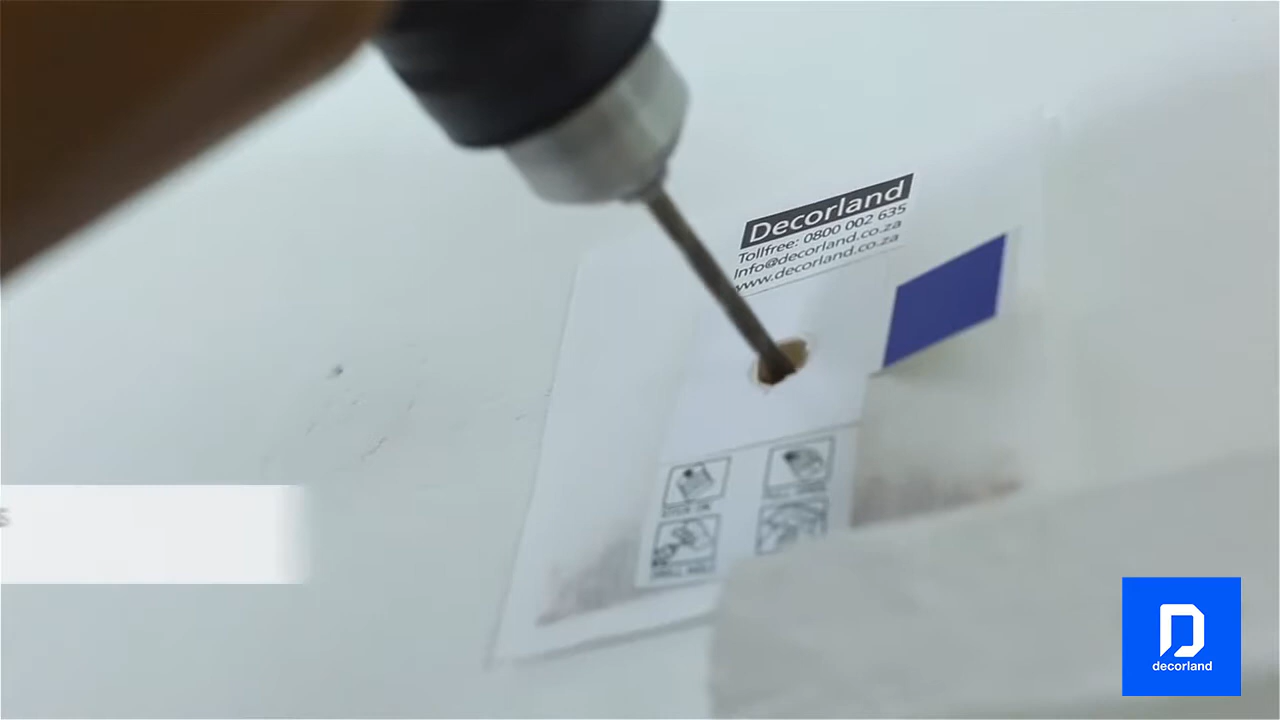 Decorland
Tollfree: 0800 002 635
Info@decorland.co.za
www.decorland.co.za
s
decorland